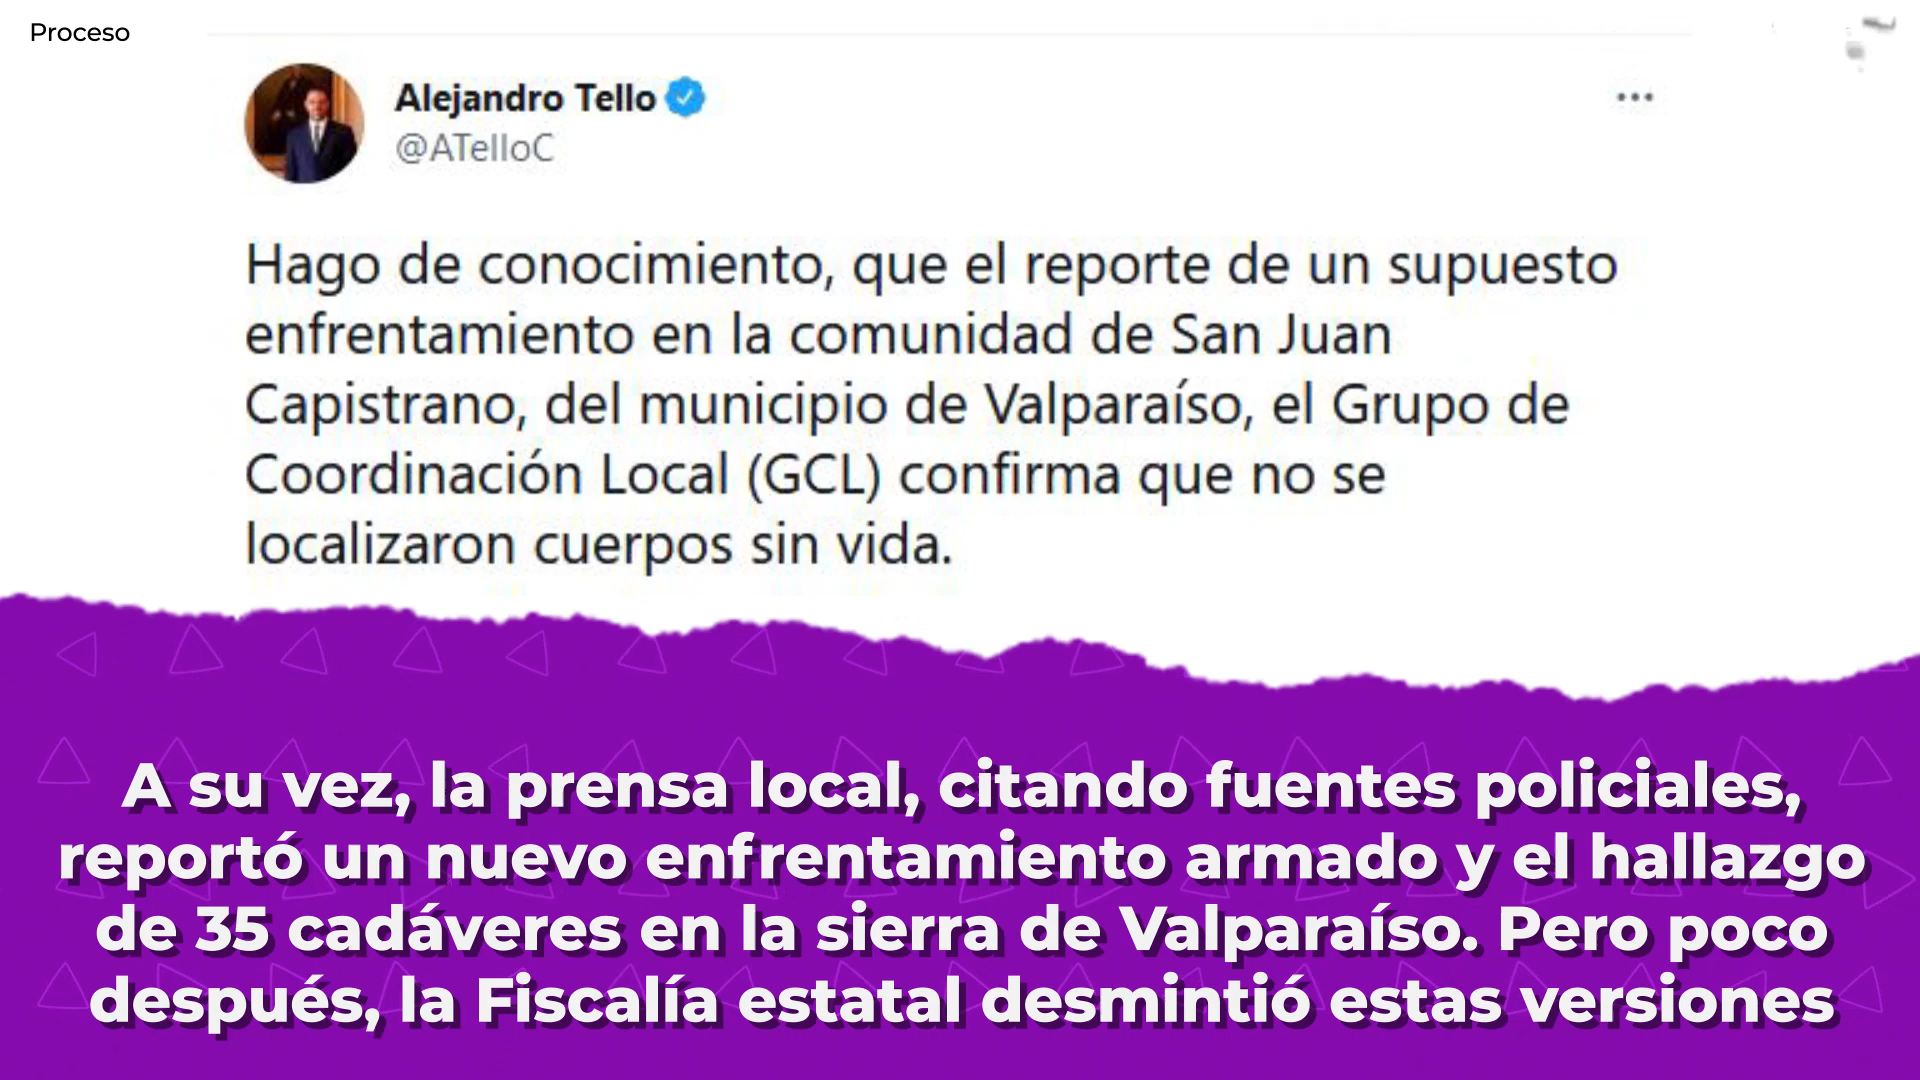 Proceso
Alejandro Tello
@ATelloC
Hago de conocimiento, que el reporte de un supuesto
enfrentamiento en la comunidad de San Juan
Capistrano, del municipio de Valparaíso, el Grupo de
Coordinación Local (GCL) confirma que no se
localizaron cuerpos sin vida.
A su vez, la prensa local, citando fuentes policiales,
reportó un nuevo enfrentamiento armado y el hallazgo
de 35 cadáveres en la sierra de Valparaíso. Pero poco
después, la Fiscalía estatal desmintió estas versiones